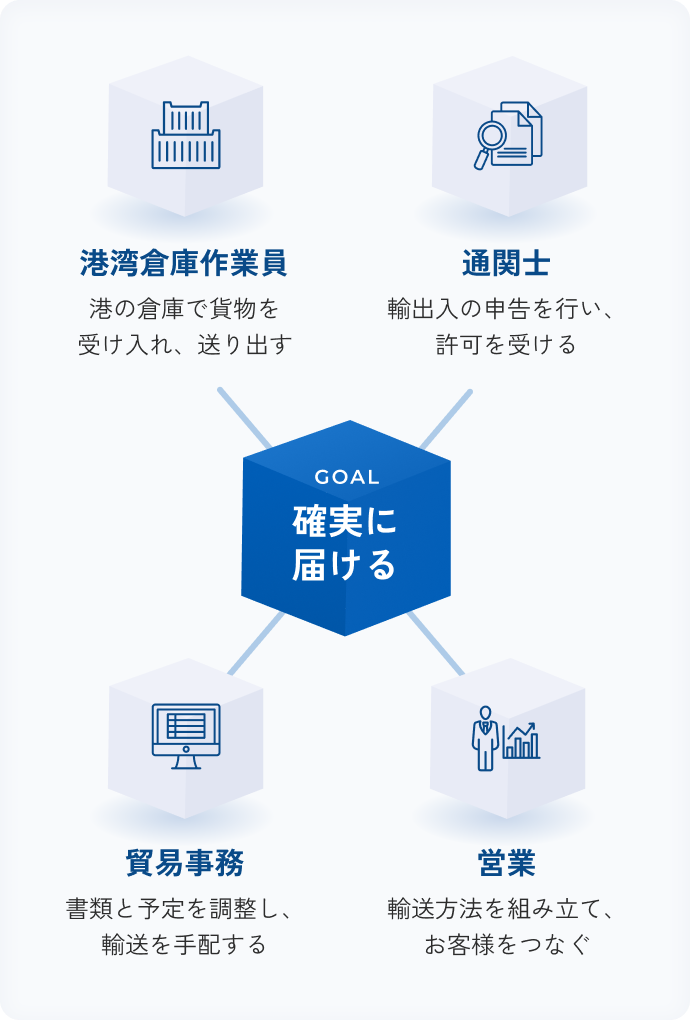 港湾倉庫作業員
港の倉庫で貨物を
受け入れ、送り出す
通関士
輸出入の申告を行い、
許可を受ける
GOAL
確実に
届ける
貿易事務
書類と予定を調整し、
輸送を手配する
営業
輸送方法を組み立て、
お客様をつなぐ